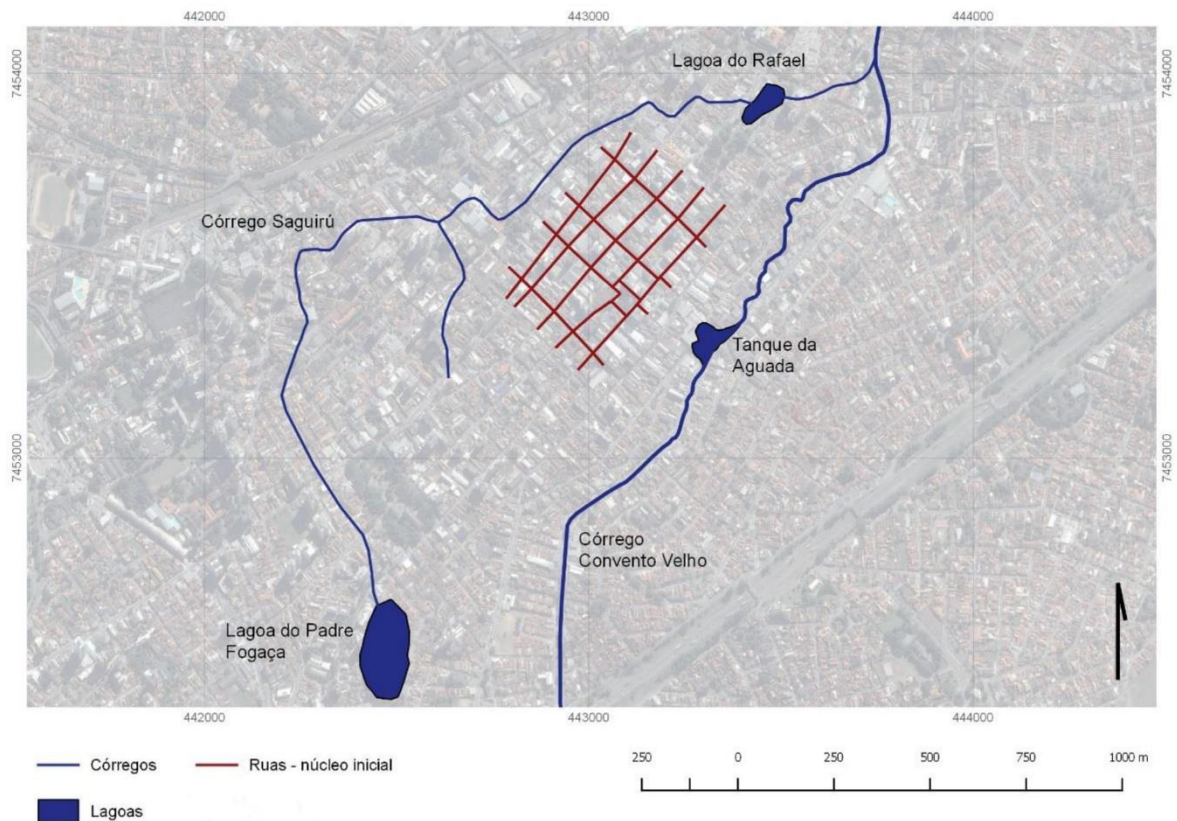 442000 443000 444000
7454000 7454000
Lagoa do Rafael
Córrego Saguirú
Tanque da
Aguada
7453000 7453000
Córrego
Convento Velho
Lagoa do Padre
Fogaça
442000 443000 444000
250 0 250 500 750 1000 m
Córregos Ruas - núcleo inicial
Lagoas